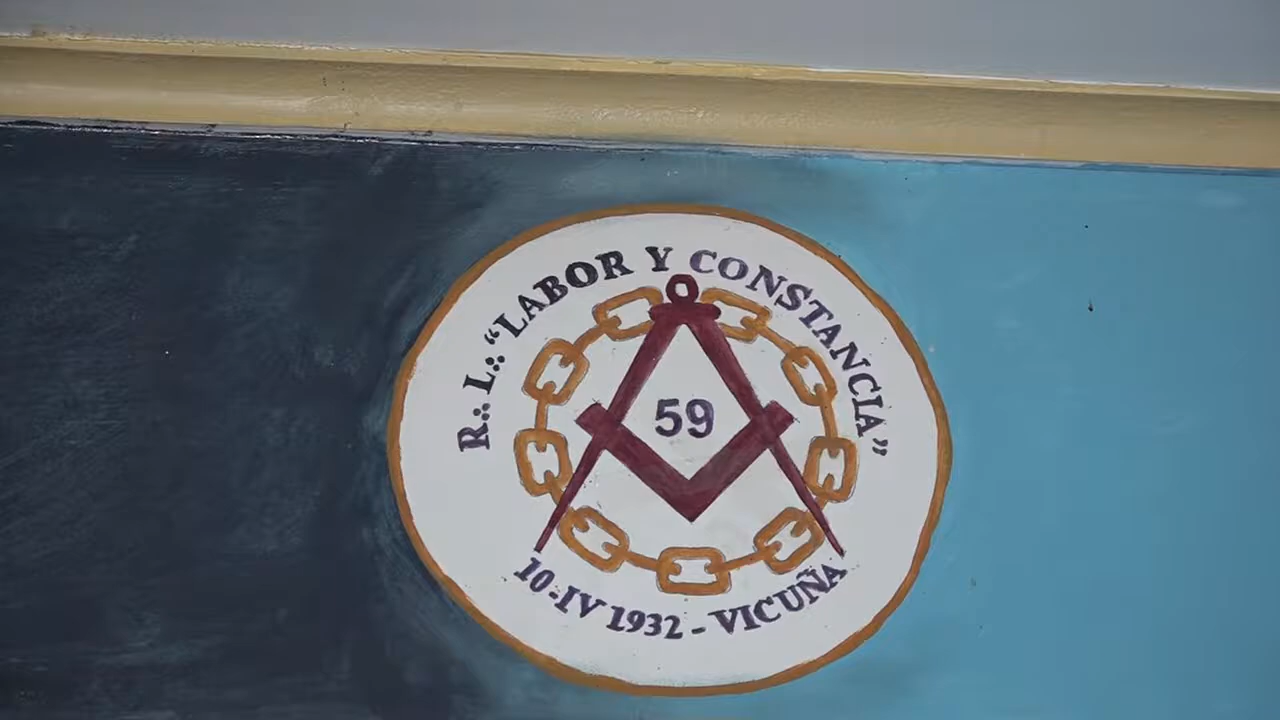 R∴ L∴ “LABOR Y CONSTANCIA”
59
10-IV 1932 - VICUÑA